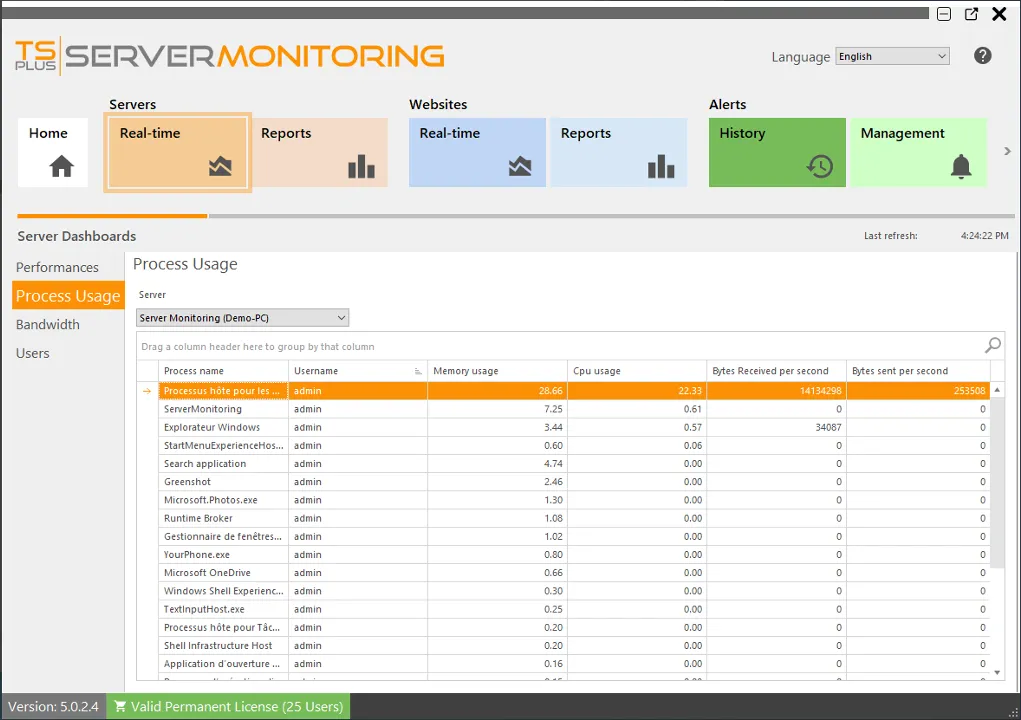 TS PLUS SERVERMONITORING
Language English
Servers Websites Alerts
Home Real-time Reports Real-time Reports History Management
Server Dashboards Last refresh: 4:24:22 PM
Performances
Process Usage
Bandwidth
Users
Process Usage
Server
Server Monitoring (Demo-PC)
Drag a column header here to group by that column
Process name Username Memory usage Cpu usage Bytes Received per second Bytes sent per second
Processus hôte pour les ... admin 28.66 22.33 14134298 253508
ServerMonitoring admin 7.25 0.61 0 0
Explorateur Windows admin 3.44 0.57 34087 0
StartMenuExperienceHos... admin 0.60 0.06 0 0
Search application admin 4.74 0.00 0 0
Greenshot admin 2.46 0.00 0 0
Microsoft.Photos.exe admin 1.30 0.00 0 0
Runtime Broker admin 1.08 0.00 0 0
Gestionnaire de fenêtres... admin 1.02 0.00 0 0
YourPhone.exe admin 0.80 0.00 0 0
Microsoft OneDrive admin 0.66 0.00 0 0
Windows Shell Experienc... admin 0.30 0.00 0 0
TextInputHost.exe admin 0.25 0.00 0 0
Processus hôte pour Tâc... admin 0.20 0.00 0 0
Shell Infrastructure Host admin 0.20 0.00 0 0
Application d'ouverture ... admin 0.16 0.00 0 0
Version: 5.0.2.4 Valid Permanent License (25 Users)